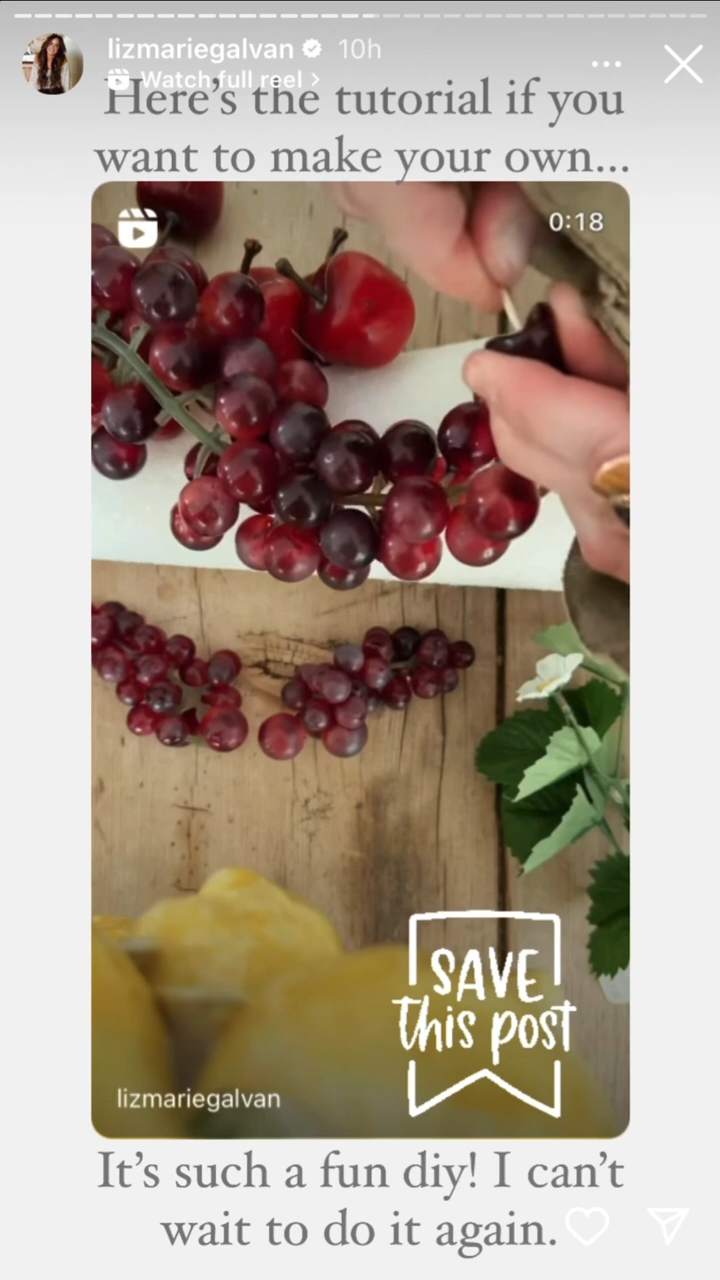 lizmariegalvan 10h
Watch full reel >
Here's the tutorial if you
want to make your own...
0:18
SAVE
this post
lizmariegalvan
It's such a fun diy! I can't
wait to do it again.